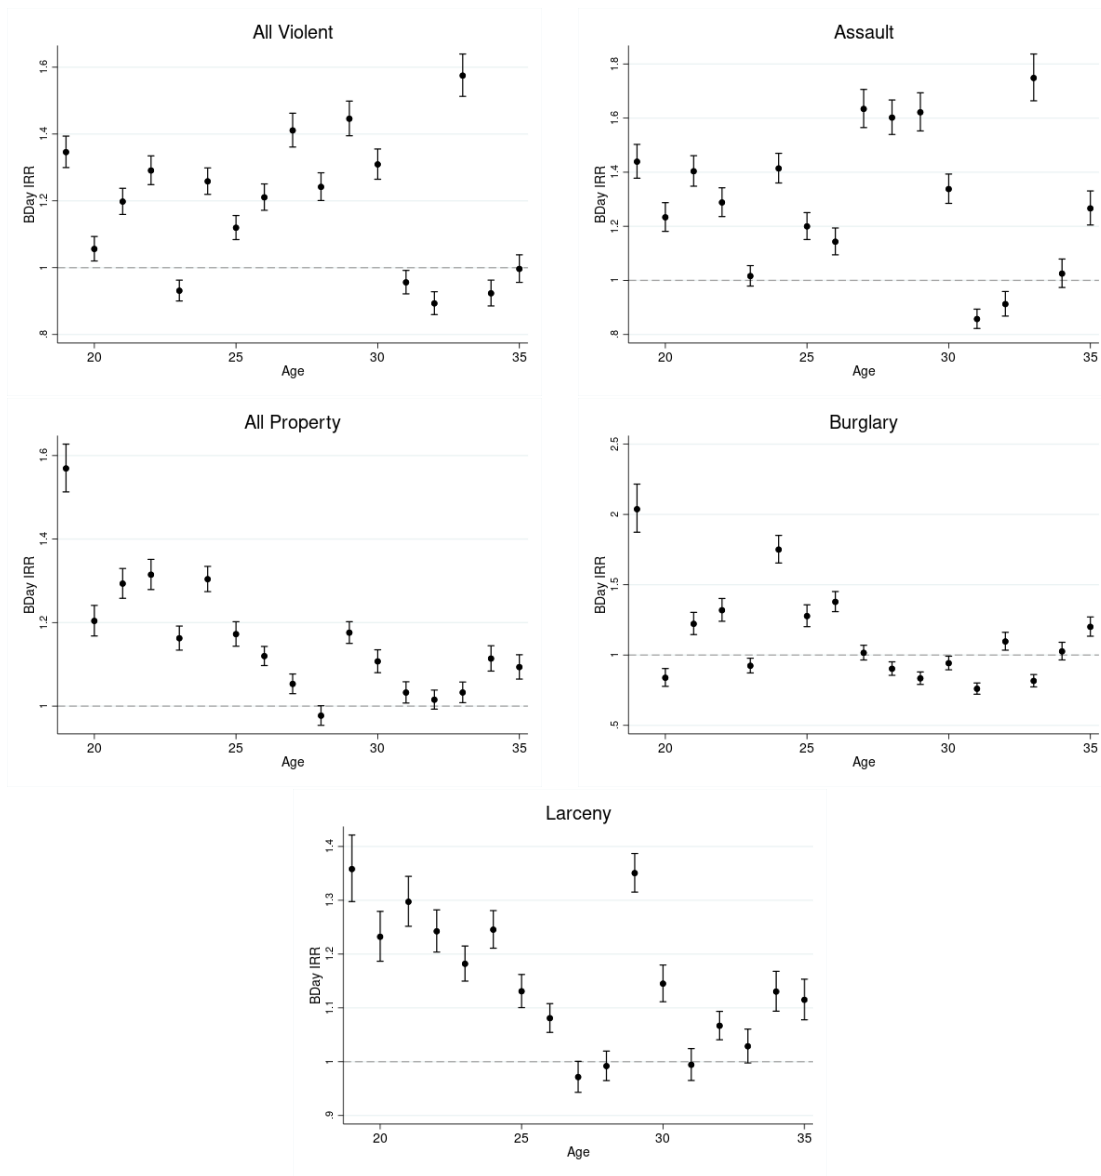 All Violent
BDay IRR
1.6
1.4
1.2
1
.8
20 25 30 35
Age
Assault
BDay IRR
1.8
1.6
1.4
1.2
1
.8
20 25 30 35
Age
All Property
BDay IRR
1.6
1.4
1.2
1
20 25 30 35
Age
Burglary
BDay IRR
2.5
2
1.5
1
.5
20 25 30 35
Age
Larceny
BDay IRR
1.4
1.3
1.2
1.1
1
.9
20 25 30 35
Age